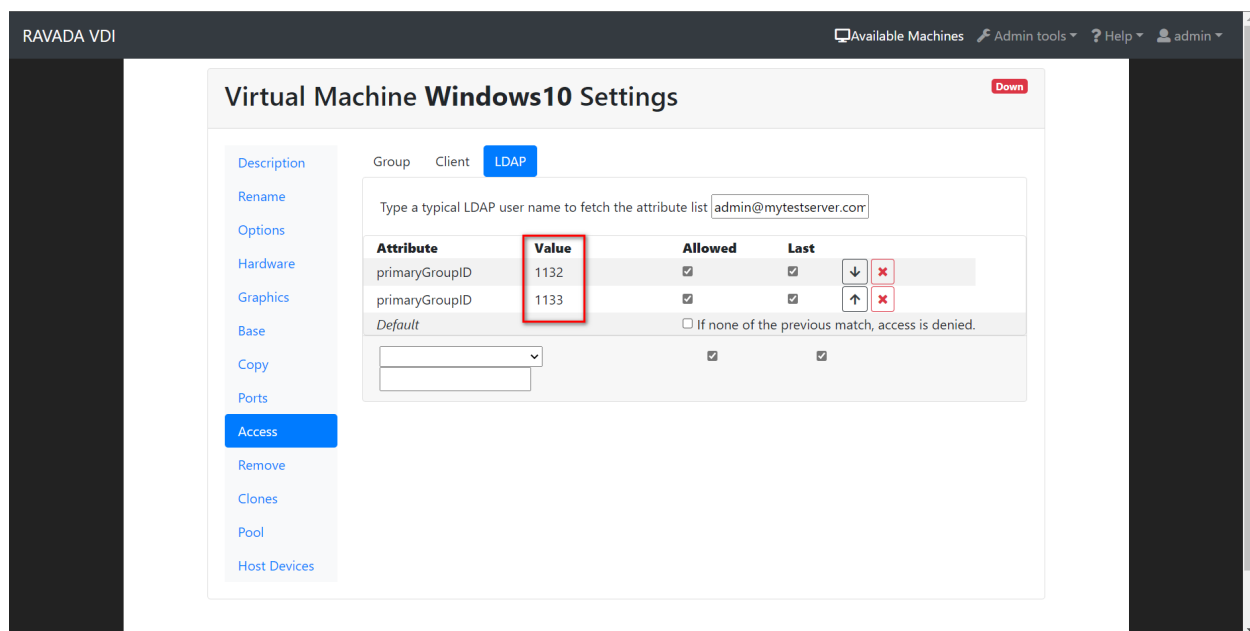 RAVADA VDI Available Machines Admin tools ? Help admin
Virtual Machine Windows10 Settings Down
Description
Rename
Options
Hardware
Graphics
Base
Copy
Ports
Access
Remove
Clones
Pool
Host Devices
Group Client LDAP
Type a typical LDAP user name to fetch the attribute list admin@mytestserver.com
Attribute Value Allowed Last
primaryGroupID 1132
primaryGroupID 1133
Default If none of the previous match, access is denied.